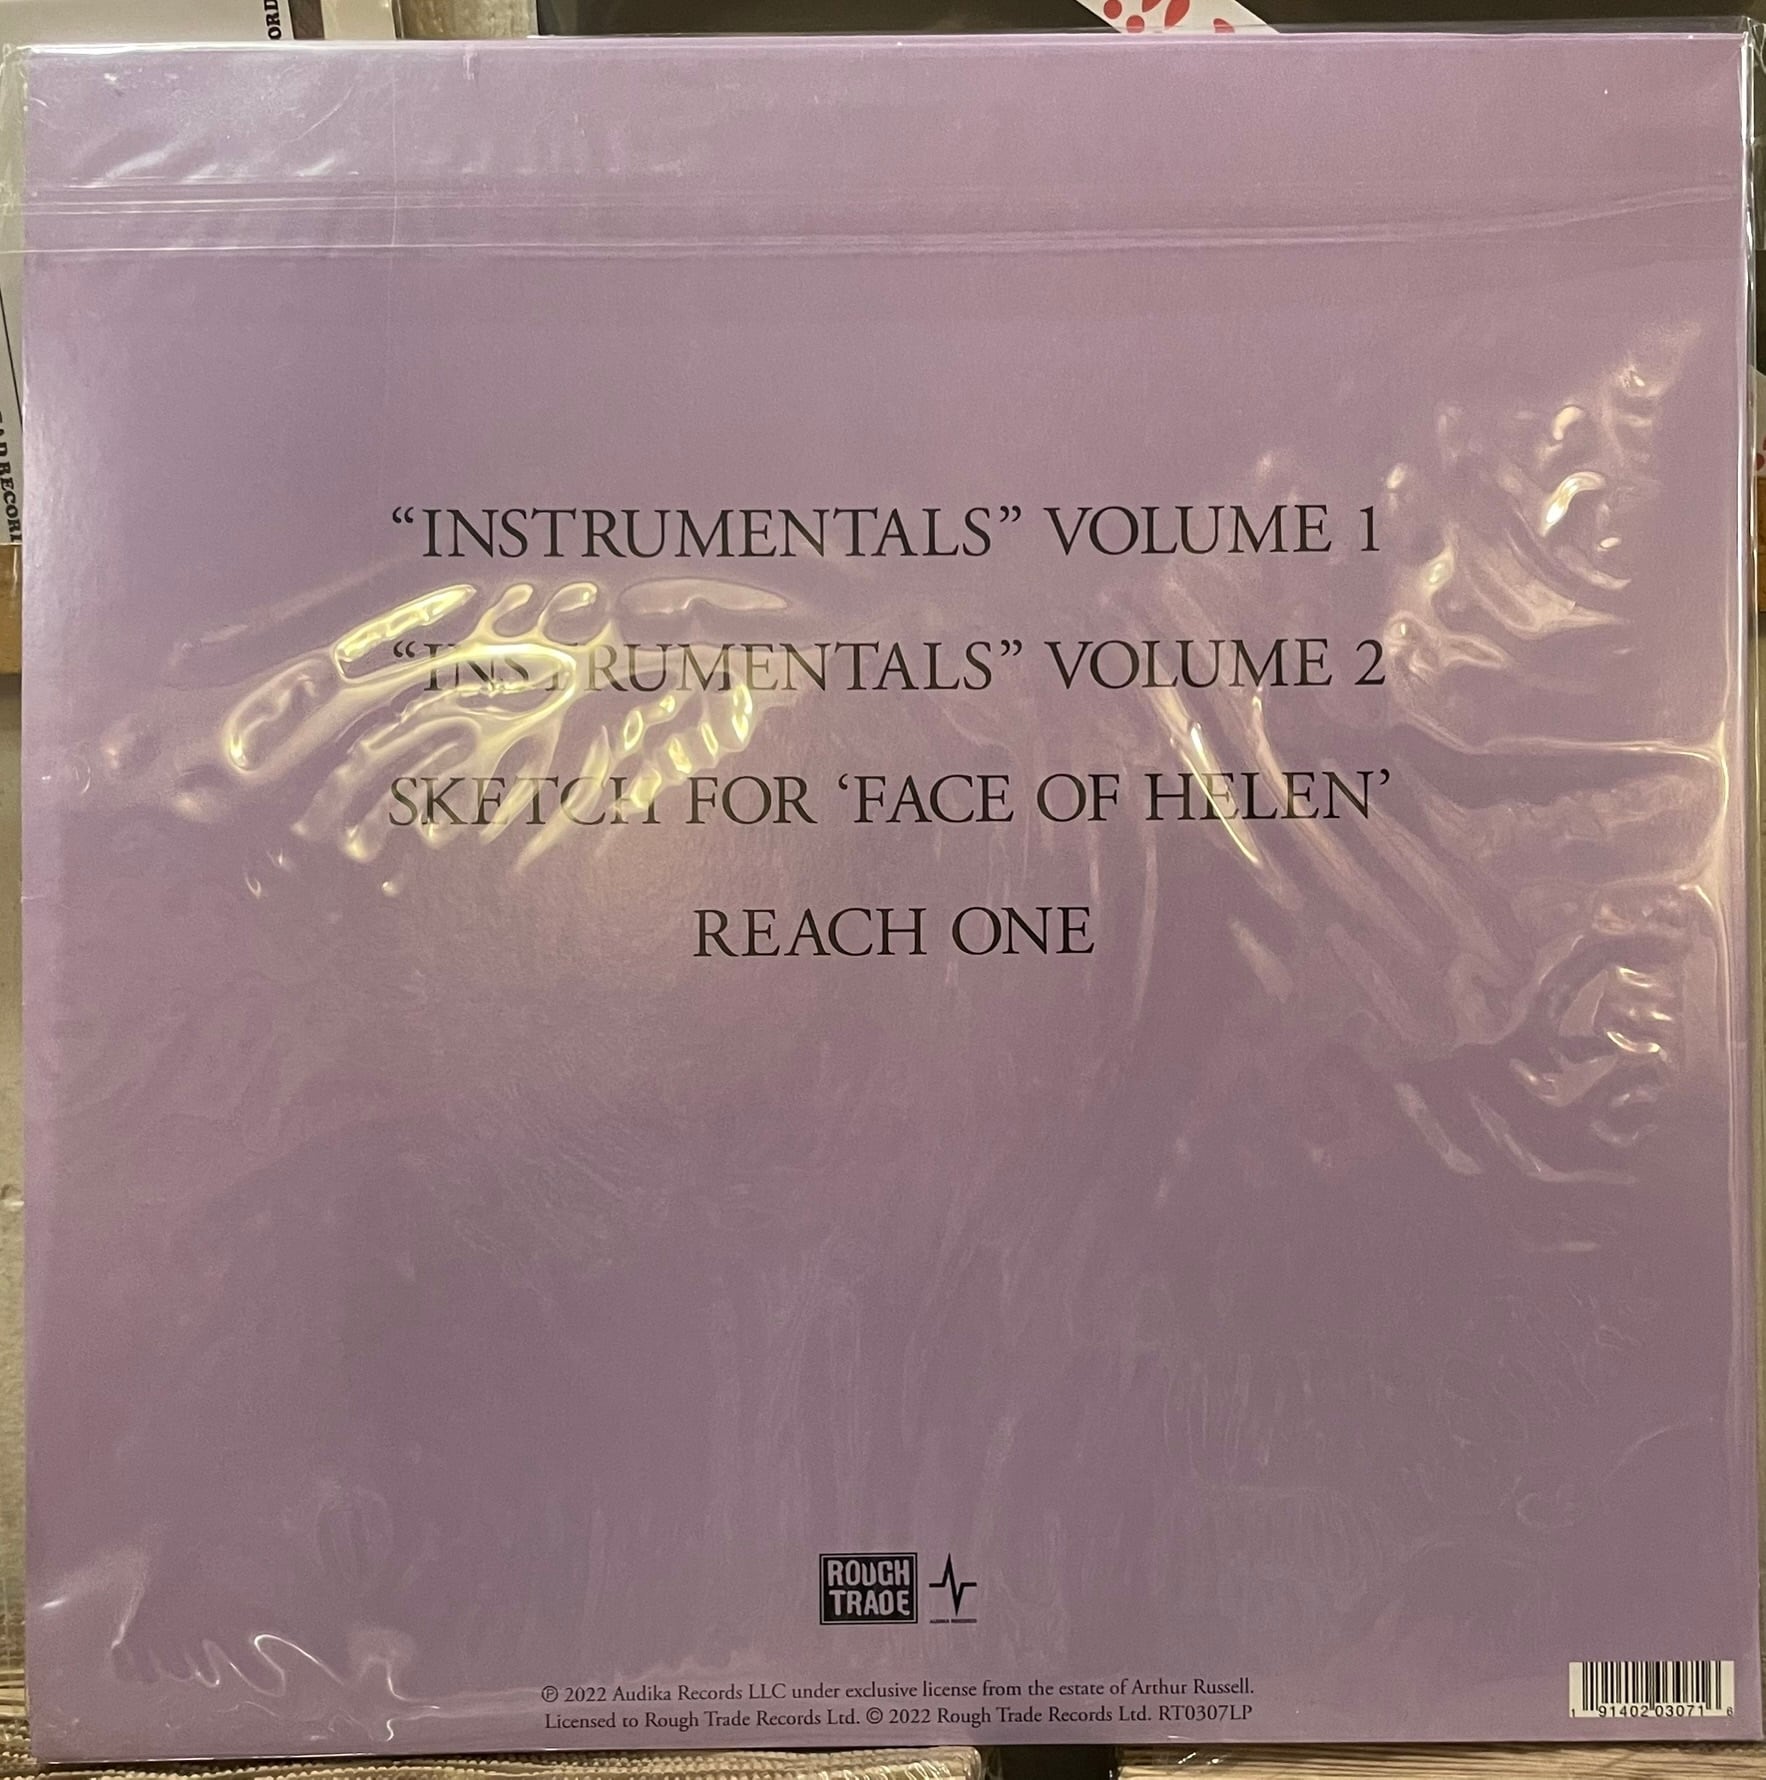 “INSTRUMENTALS” VOLUME 1
“INSTRUMENTALS” VOLUME 2
SKETCH FOR ‘FACE OF HELEN’
REACH ONE
ROUGH
TRADE
AUDIKA RECORDS
℗ 2022 Audika Records LLC under exclusive license from the estate of Arthur Russell.
Licensed to Rough Trade Records Ltd. © 2022 Rough Trade Records Ltd. RT0307LP
1 91402 03071 6